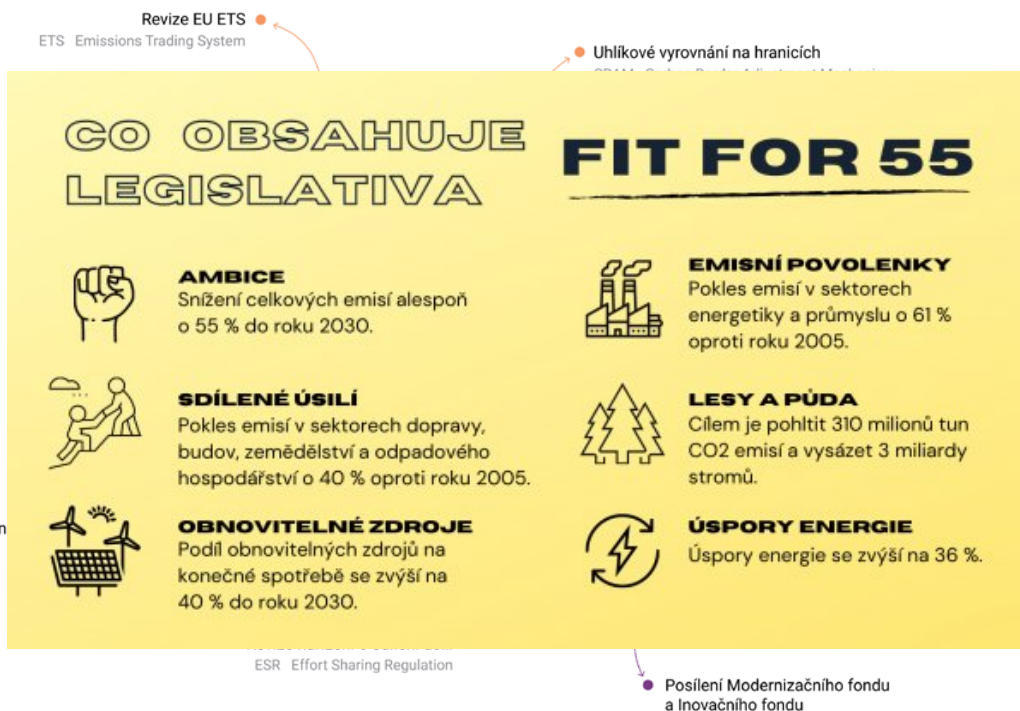 Revize EU ETS
ETS Emissions Trading System
Uhlíkové vyrovnání na hranicích
CO OBSAHUJE
LEGISLATIVA
FIT FOR 55
AMBICE
Snížení celkových emisí alespoň
o 55 % do roku 2030.
SDÍLENÉ ÚSILÍ
Pokles emisí v sektorech dopravy,
budov, zemědělství a odpadového
hospodářství o 40 % oproti roku 2005.
OBNOVITELNÉ ZDROJE
Podíl obnovitelných zdrojů na
konečné spotřebě se zvýší na
40 % do roku 2030.
EMISNÍ POVOLENKY
Pokles emisí v sektorech
energetiky a průmyslu o 61 %
oproti roku 2005.
LESY A PŮDA
Cílem je pohltit 310 milionů tun
CO2 emisí a vysázet 3 miliardy
stromů.
ÚSPORY ENERGIE
Úspory energie se zvýší na 36 %.
ESR Effort Sharing Regulation
Posílení Modernizačního fondu
a Inovačního fondu